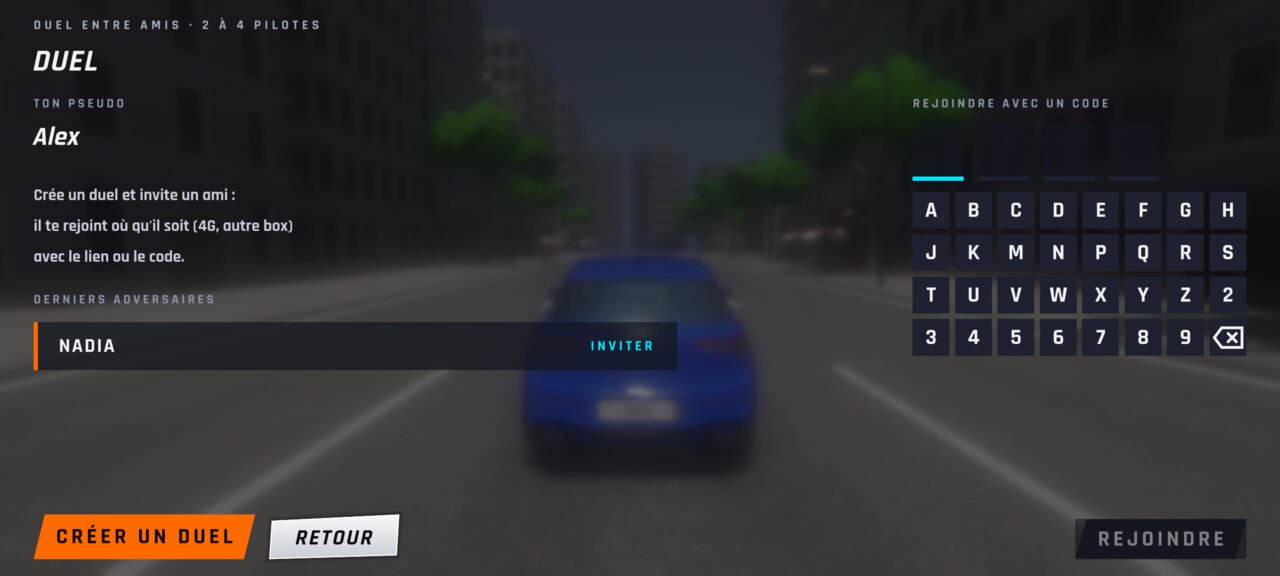 DUEL ENTRE AMIS · 2 À 4 PILOTES
DUEL
TON PSEUDO
Alex
Crée un duel et invite un ami :
il te rejoint où qu'il soit (4G, autre box)
avec le lien ou le code.
DERNIERS ADVERSAIRES
NADIA INVITER
CRÉER UN DUEL RETOUR
REJOINDRE AVEC UN CODE
A B C D E F G H
J K M N P Q R S
T U V W X Y Z 2
3 4 5 6 7 8 9
REJOINDRE